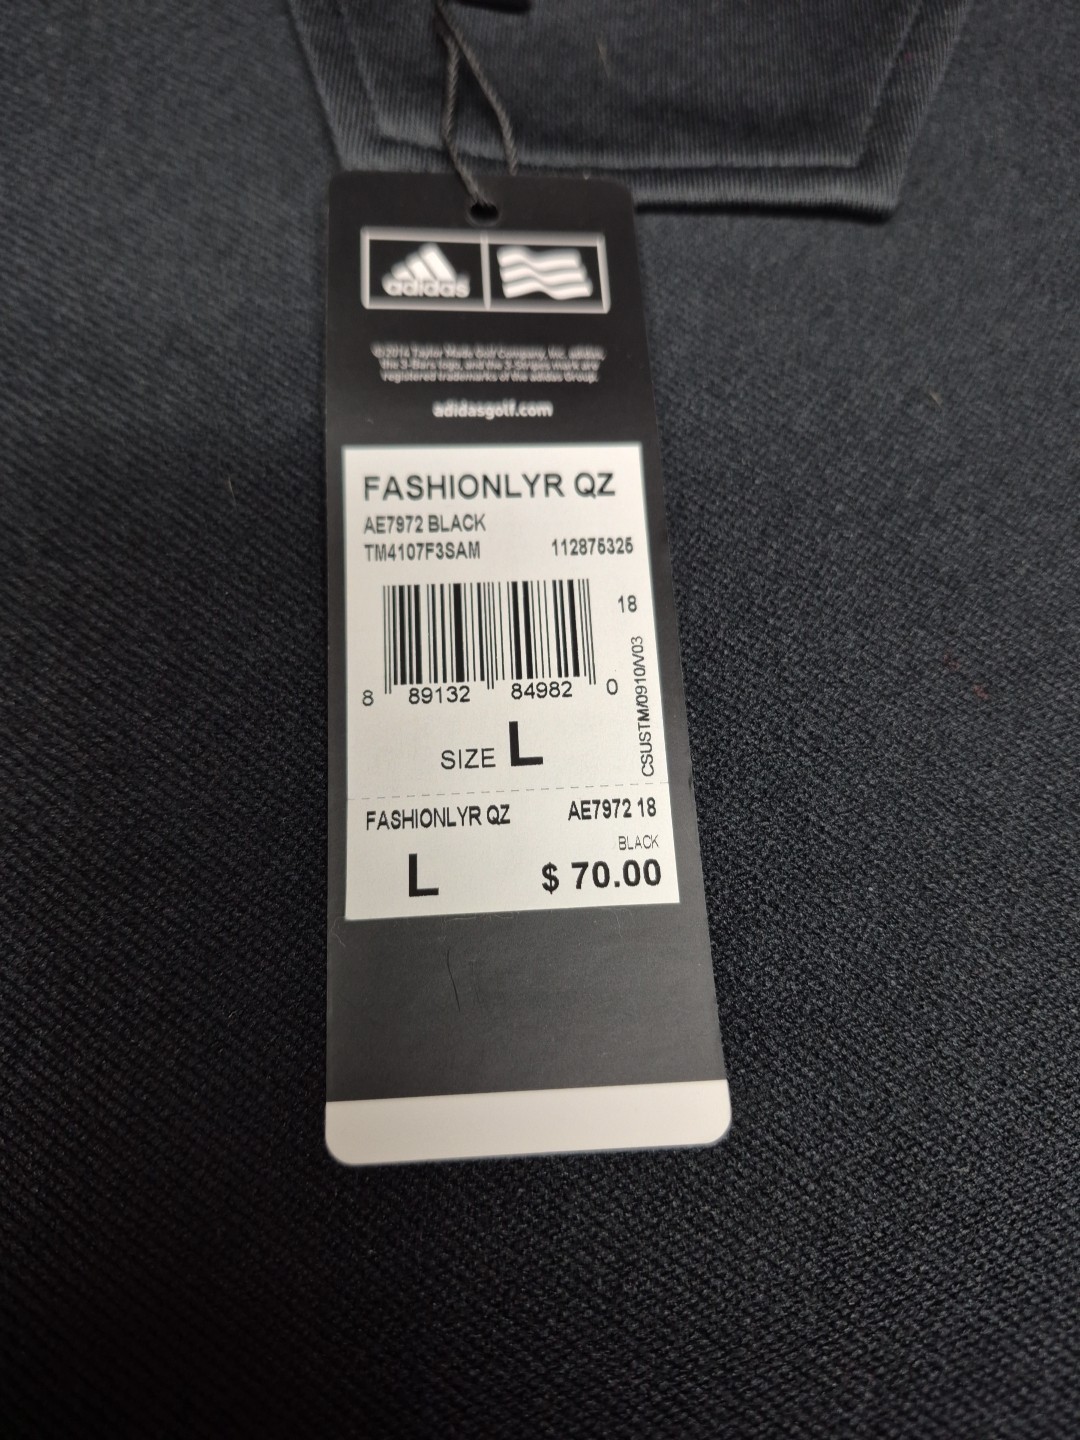 adidas
©2014 Taylor Made Golf Company, Inc. adidas,
the 3-Bars logo, and the 3-Stripes mark are
registered trademarks of the adidas Group.
adidasgolf.com
FASHIONLYR QZ
AE7972 BLACK
TM4107F3SAM 112875325
18
CSUSTM/0910/V03
8 89132 84982 0
SIZE L
FASHIONLYR QZ AE7972 18
BLACK
L $ 70.00